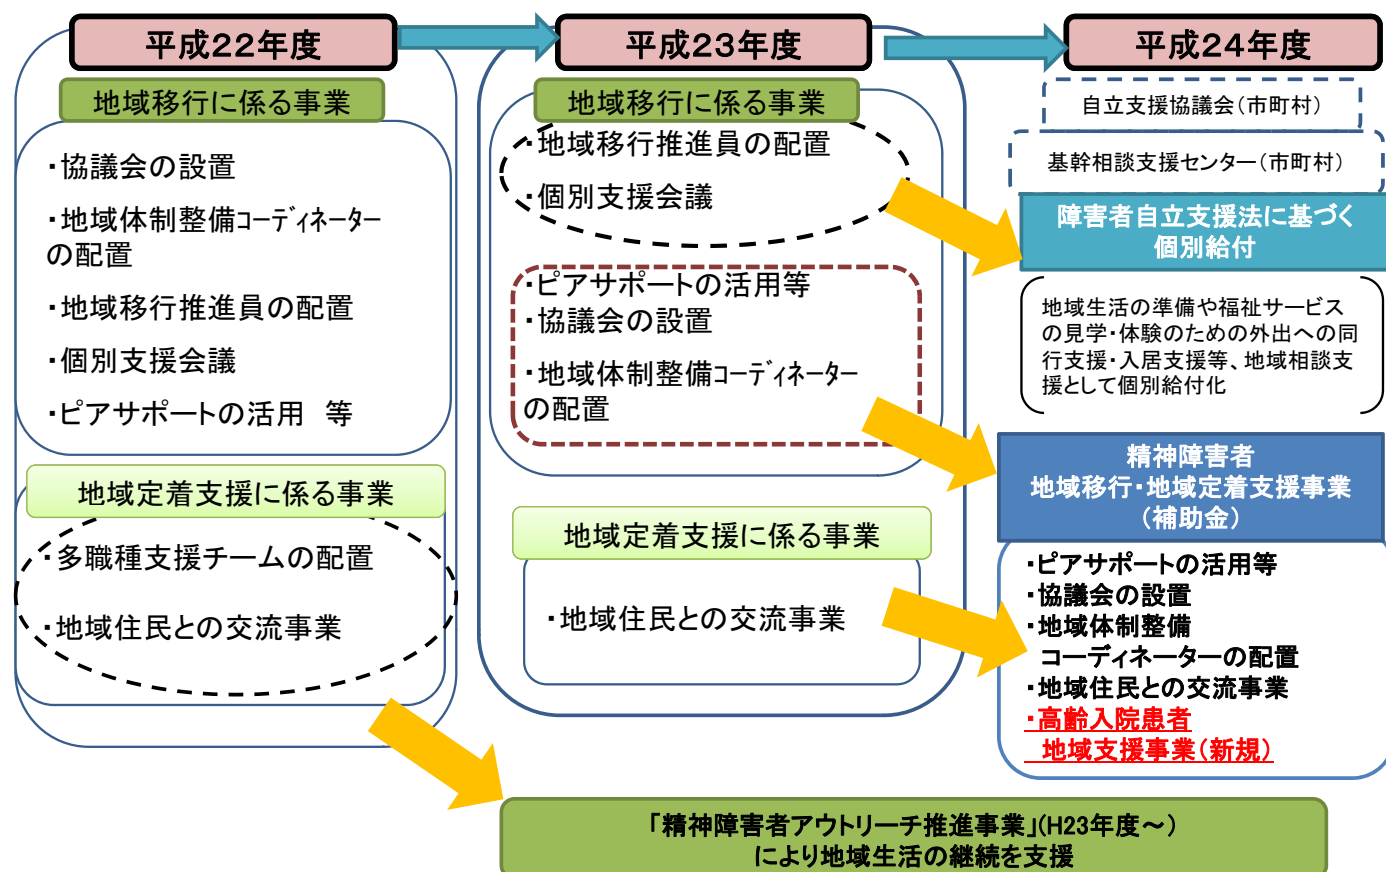 平成２２年度
地域移行に係る事業
・協議会の設置
・地域体制整備ｺｰﾃﾞｨﾈｰﾀｰ
の配置
・地域移行推進員の配置
・個別支援会議
・ピアサポートの活用　等
地域定着支援に係る事業
・多職種支援チームの配置
・地域住民との交流事業
平成２３年度
地域移行に係る事業
・地域移行推進員の配置
・個別支援会議
・ピアサポートの活用等
・協議会の設置
・地域体制整備ｺｰﾃﾞｨﾈｰﾀｰ
の配置
地域定着支援に係る事業
・地域住民との交流事業
平成２４年度
自立支援協議会（市町村）
基幹相談支援センター（市町村）
障害者自立支援法に基づく
個別給付
地域生活の準備や福祉サービス
の見学・体験のための外出への同
行支援・入居支援等、地域相談支
援として個別給付化
精神障害者
地域移行・地域定着支援事業
（補助金）
・ピアサポートの活用等
・協議会の設置
・地域体制整備
コーディネーターの配置
・地域住民との交流事業
・高齢入院患者
地域支援事業（新規）
「精神障害者アウトリーチ推進事業」(H23年度～）
により地域生活の継続を支援